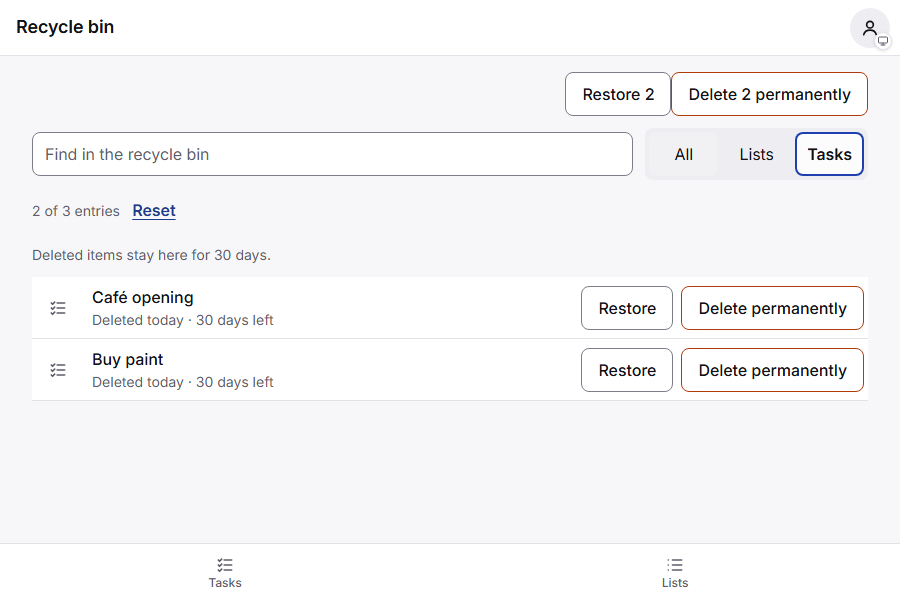 Recycle bin
Restore 2
Delete 2 permanently
Find in the recycle bin
All
Lists
Tasks
2 of 3 entries
Reset
Deleted items stay here for 30 days.
Café opening
Deleted today · 30 days left
Restore
Delete permanently
Buy paint
Deleted today · 30 days left
Restore
Delete permanently
Tasks
Lists